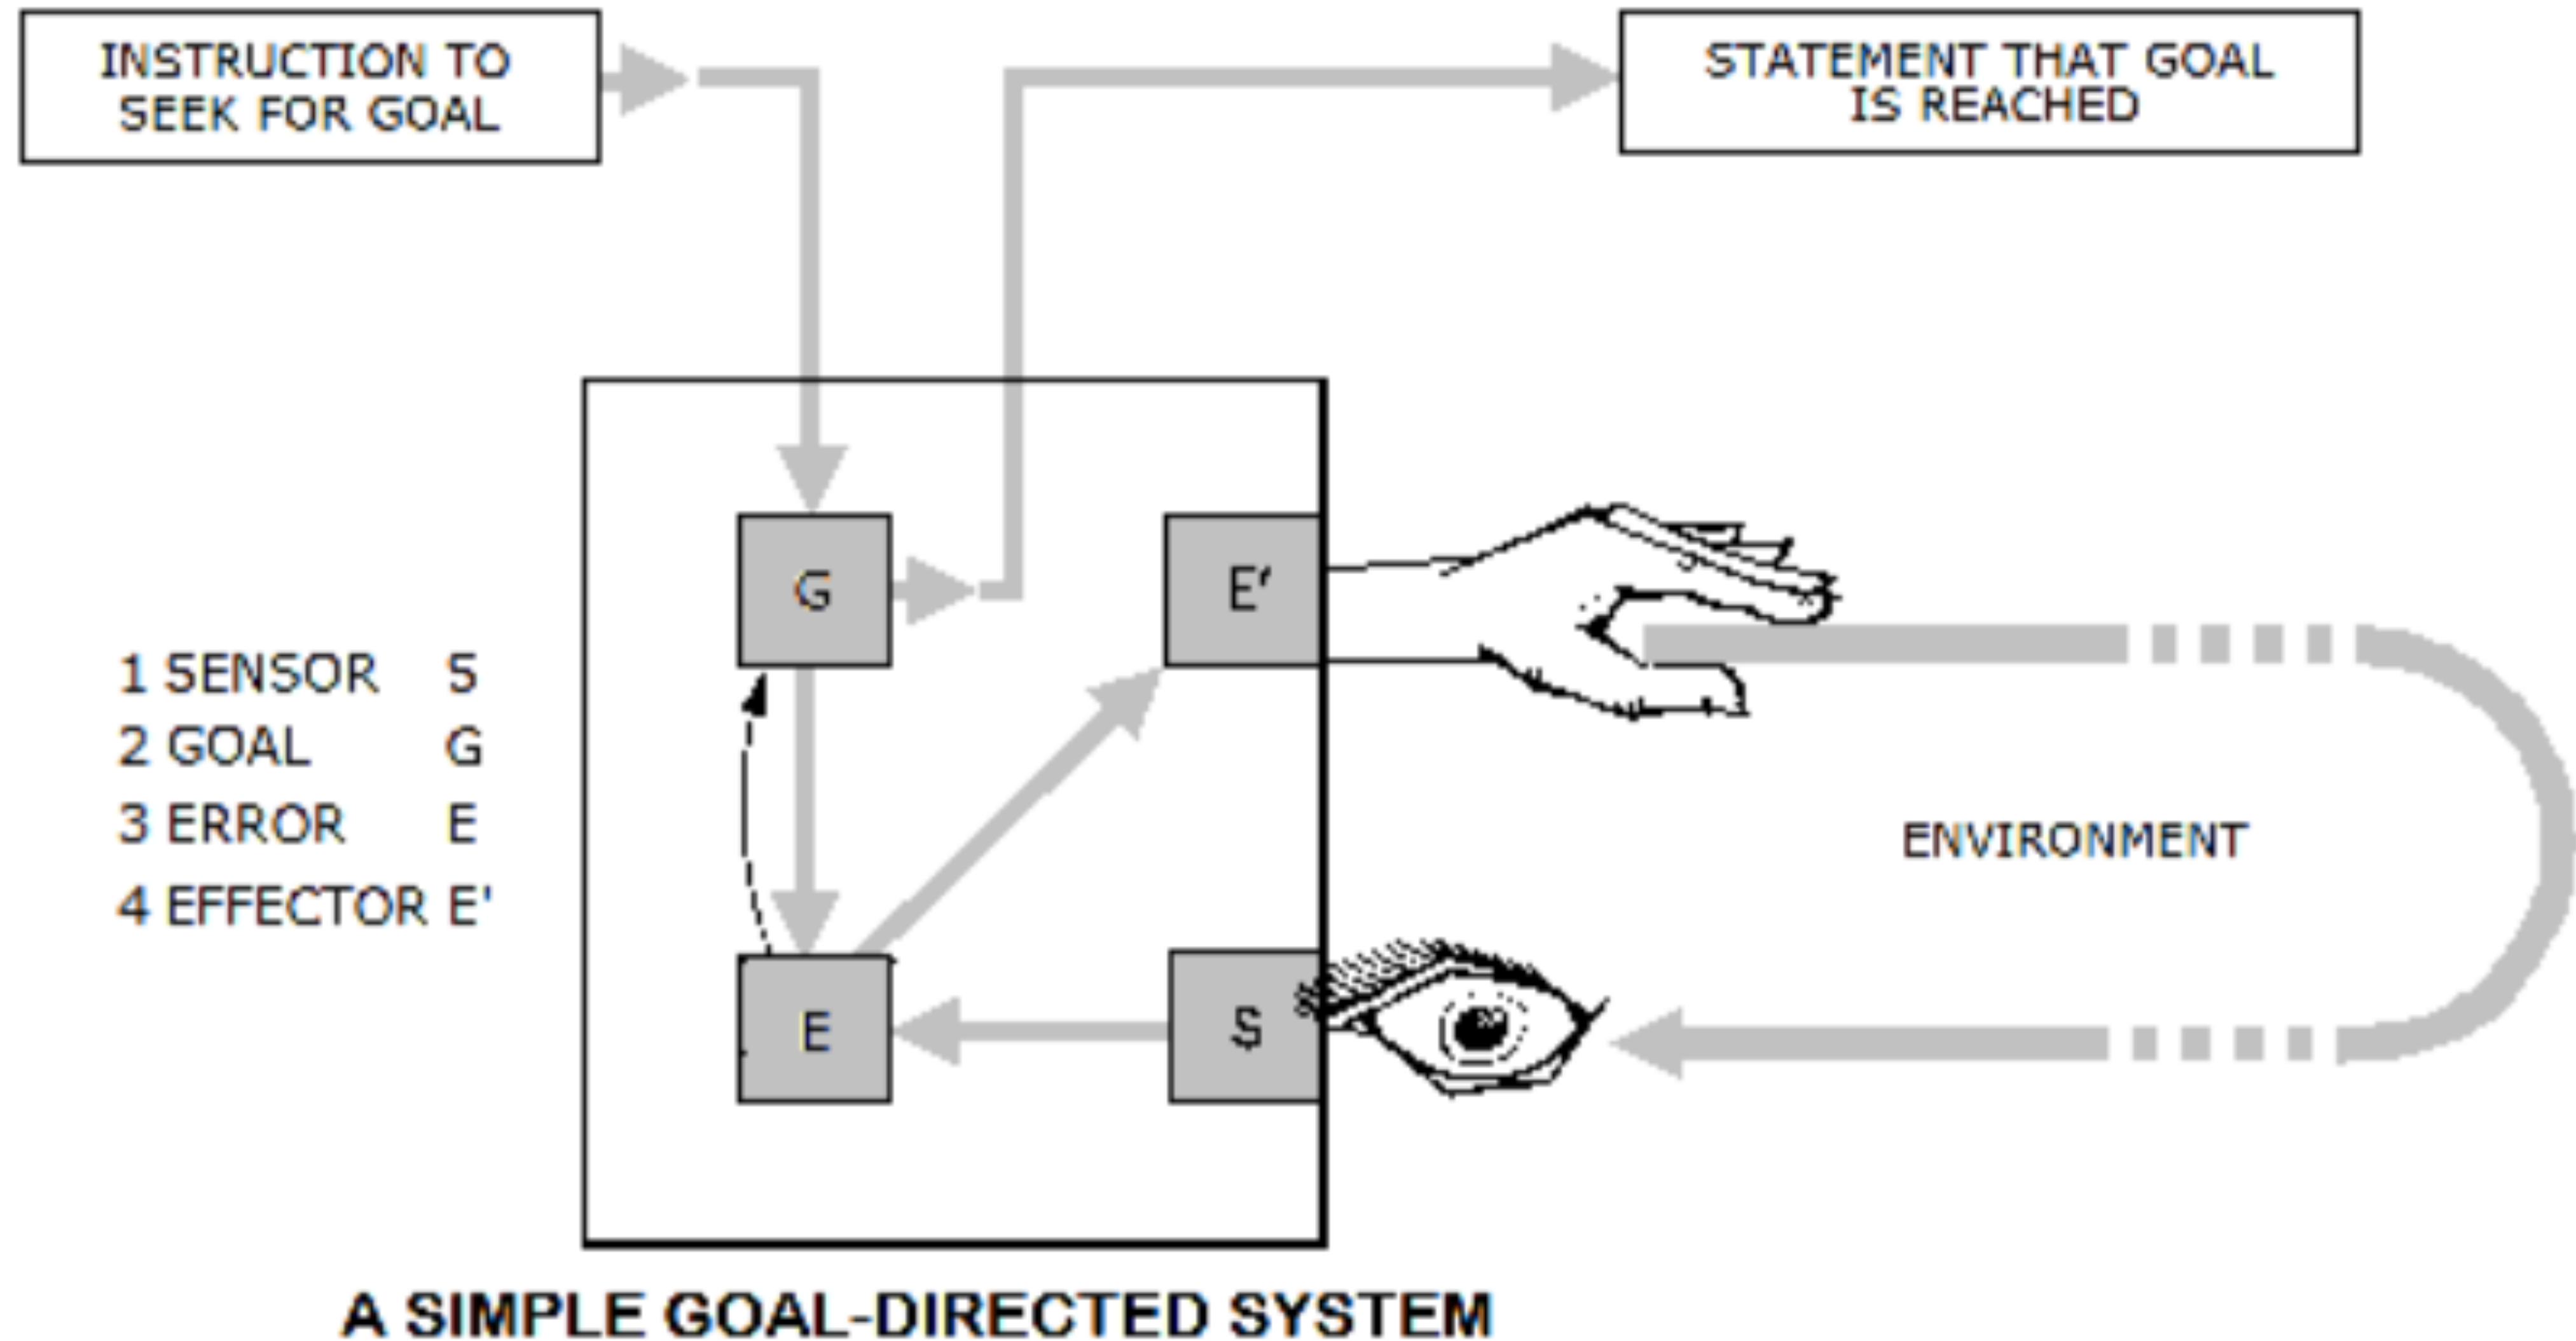 INSTRUCTION TO
SEEK FOR GOAL
STATEMENT THAT GOAL
IS REACHED
G
E'
1 SENSOR S
2 GOAL G
3 ERROR E
4 EFFECTOR E'
ENVIRONMENT
E
S
A SIMPLE GOAL-DIRECTED SYSTEM